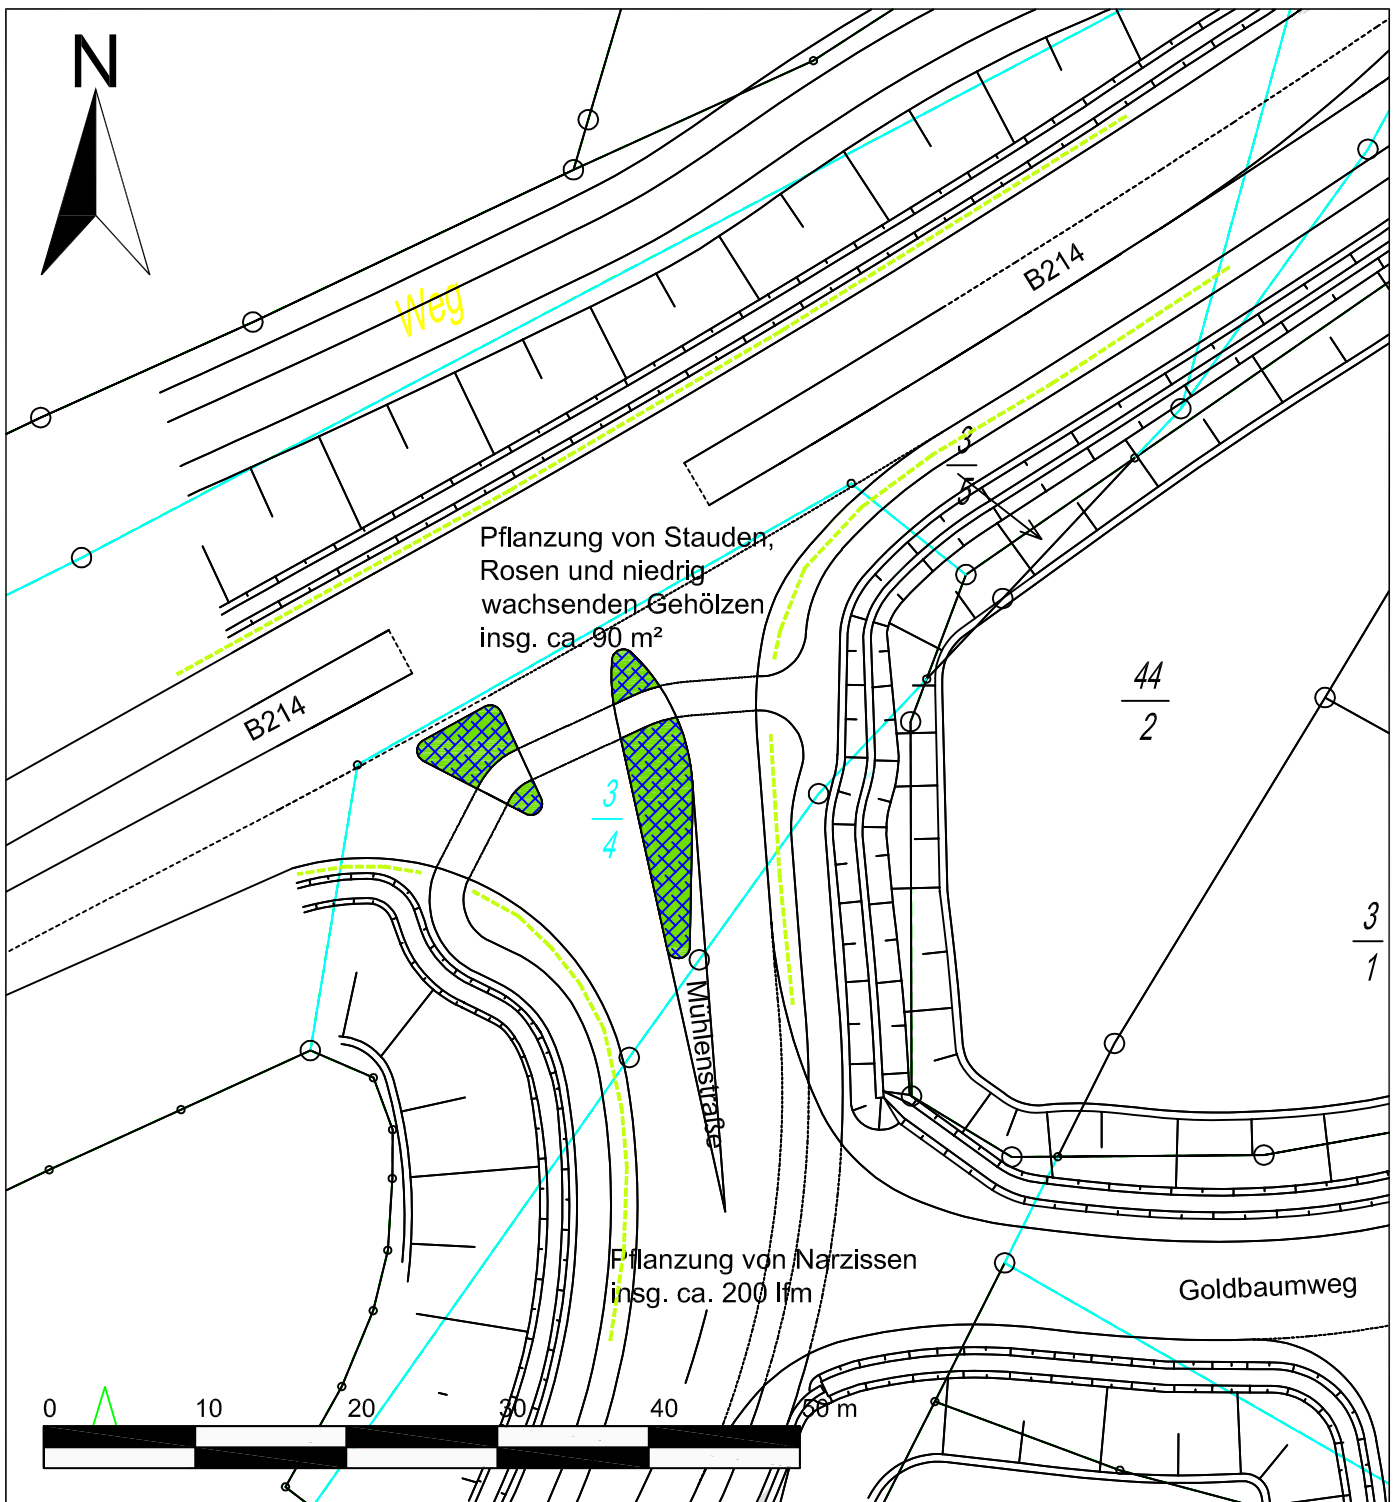 N
Weg
B214
3
5
Pflanzung von Stauden,
Rosen und niedrig
wachsenden Gehölzen
insg. ca. 90 m²
44
2
B214
3
4
3
1
Mühlenstraße
Pflanzung von Narzissen
insg. ca. 200 lfm
Goldbaumweg
0 10 20 30 40 50 m